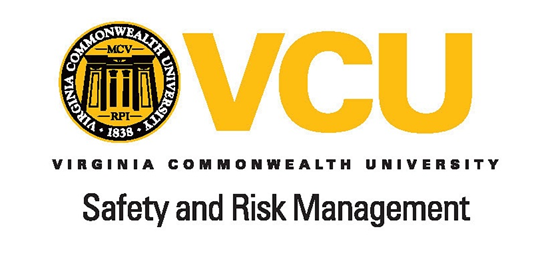 VIRGINIA COMMONWEALTH UNIVERSITY
MCV
RPI
· 1838 ·
VCU
VIRGINIA COMMONWEALTH UNIVERSITY
Safety and Risk Management